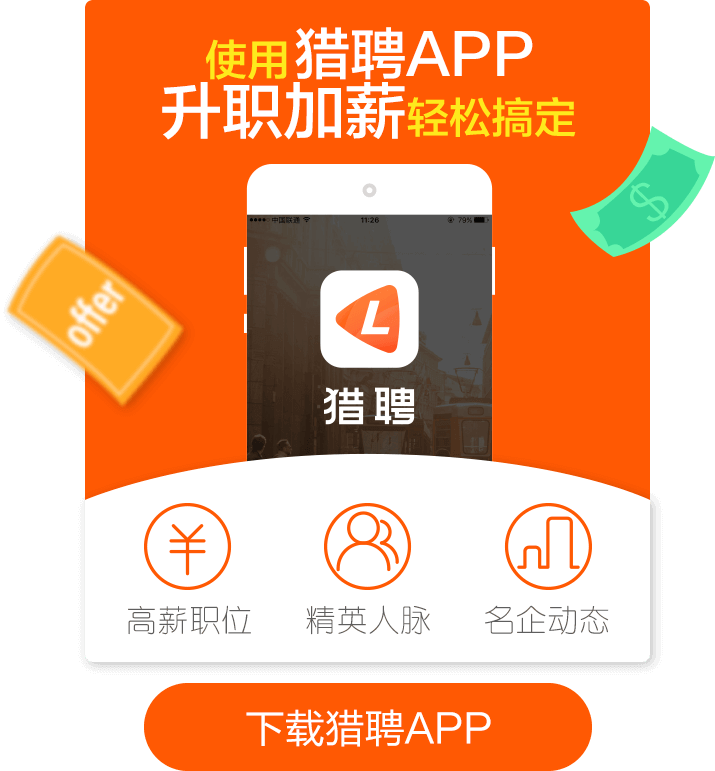 使用 猎聘APP
升职加薪轻松搞定
$
offer
中国联通 11:26 79%
L
猎聘
¥
高薪职位 精英人脉 名企动态
下载猎聘APP